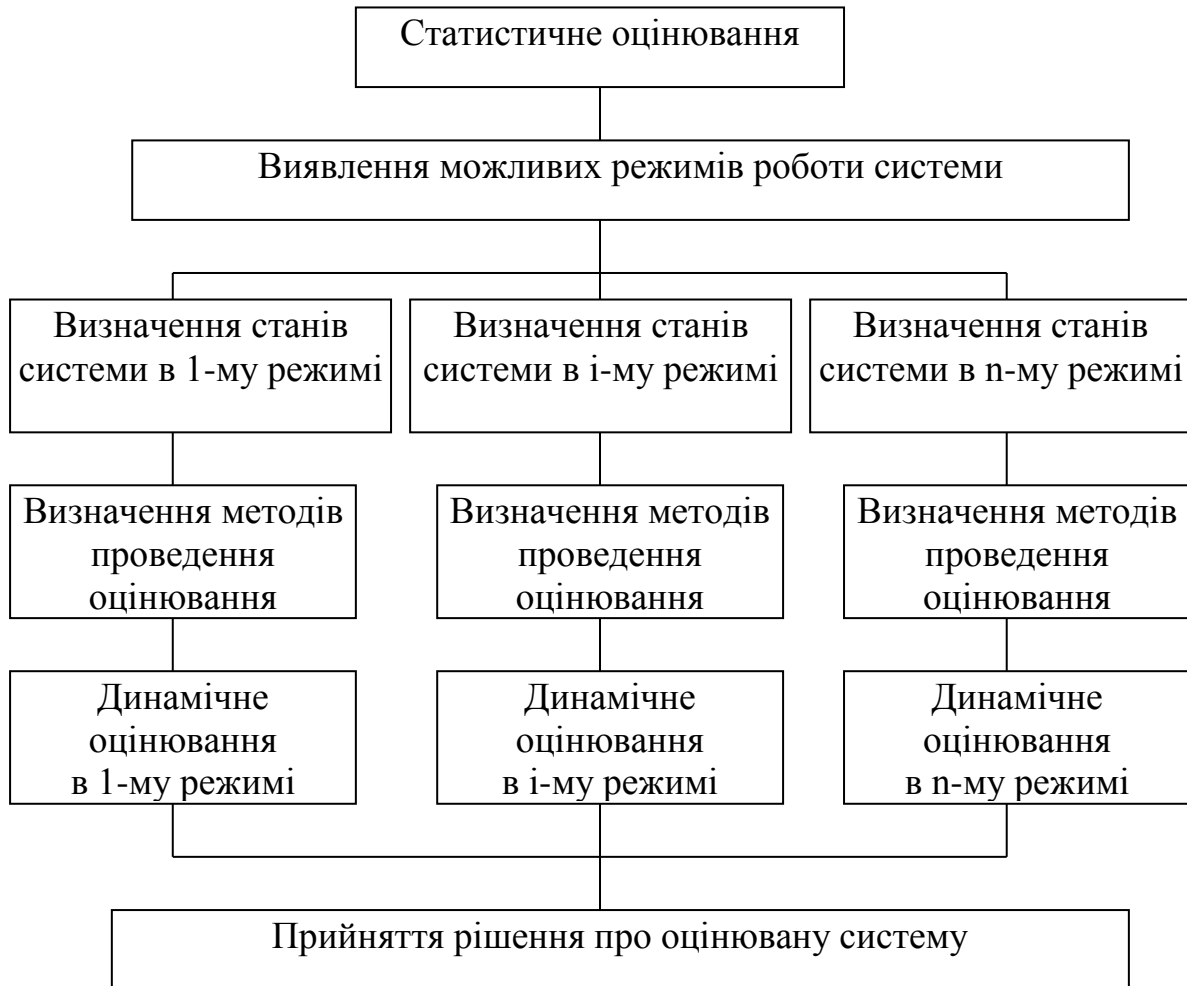 Статистичне оцінювання
Виявлення можливих режимів роботи системи
Визначення станів
системи в 1-му режимі
Визначення станів
системи в і-му режимі
Визначення станів
системи в n-му режимі
Визначення методів
проведення
оцінювання
Визначення методів
проведення
оцінювання
Визначення методів
проведення
оцінювання
Динамічне
оцінювання
в 1-му режимі
Динамічне
оцінювання
в і-му режимі
Динамічне
оцінювання
в n-му режимі
Прийняття рішення про оцінювану систему